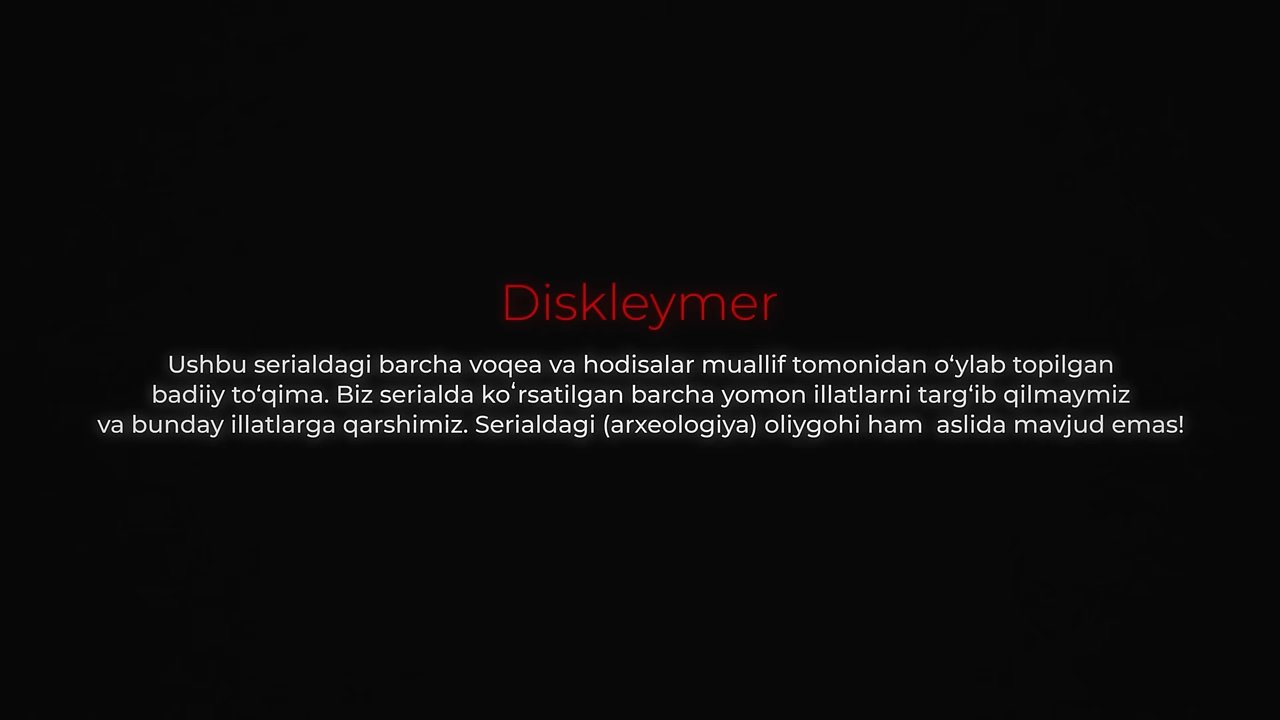 Diskleymer
Ushbu serialdagi barcha voqea va hodisalar muallif tomonidan o‘ylab topilgan
badiiy to‘qima. Biz serialda ko‘rsatilgan barcha yomon illatlarni targ‘ib qilmaymiz
va bunday illatlarga qarshimiz. Serialdagi (arxeologiya) oliygohi ham  aslida mavjud emas!